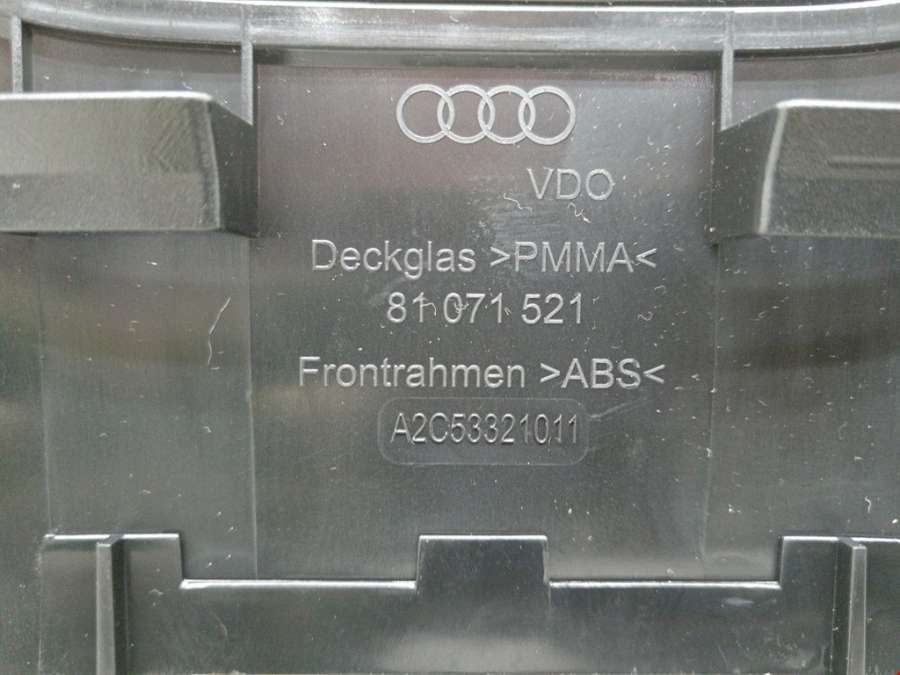 VDO
Deckglas >PMMA<
81 071 521
Frontrahmen >ABS<
A2C53321011